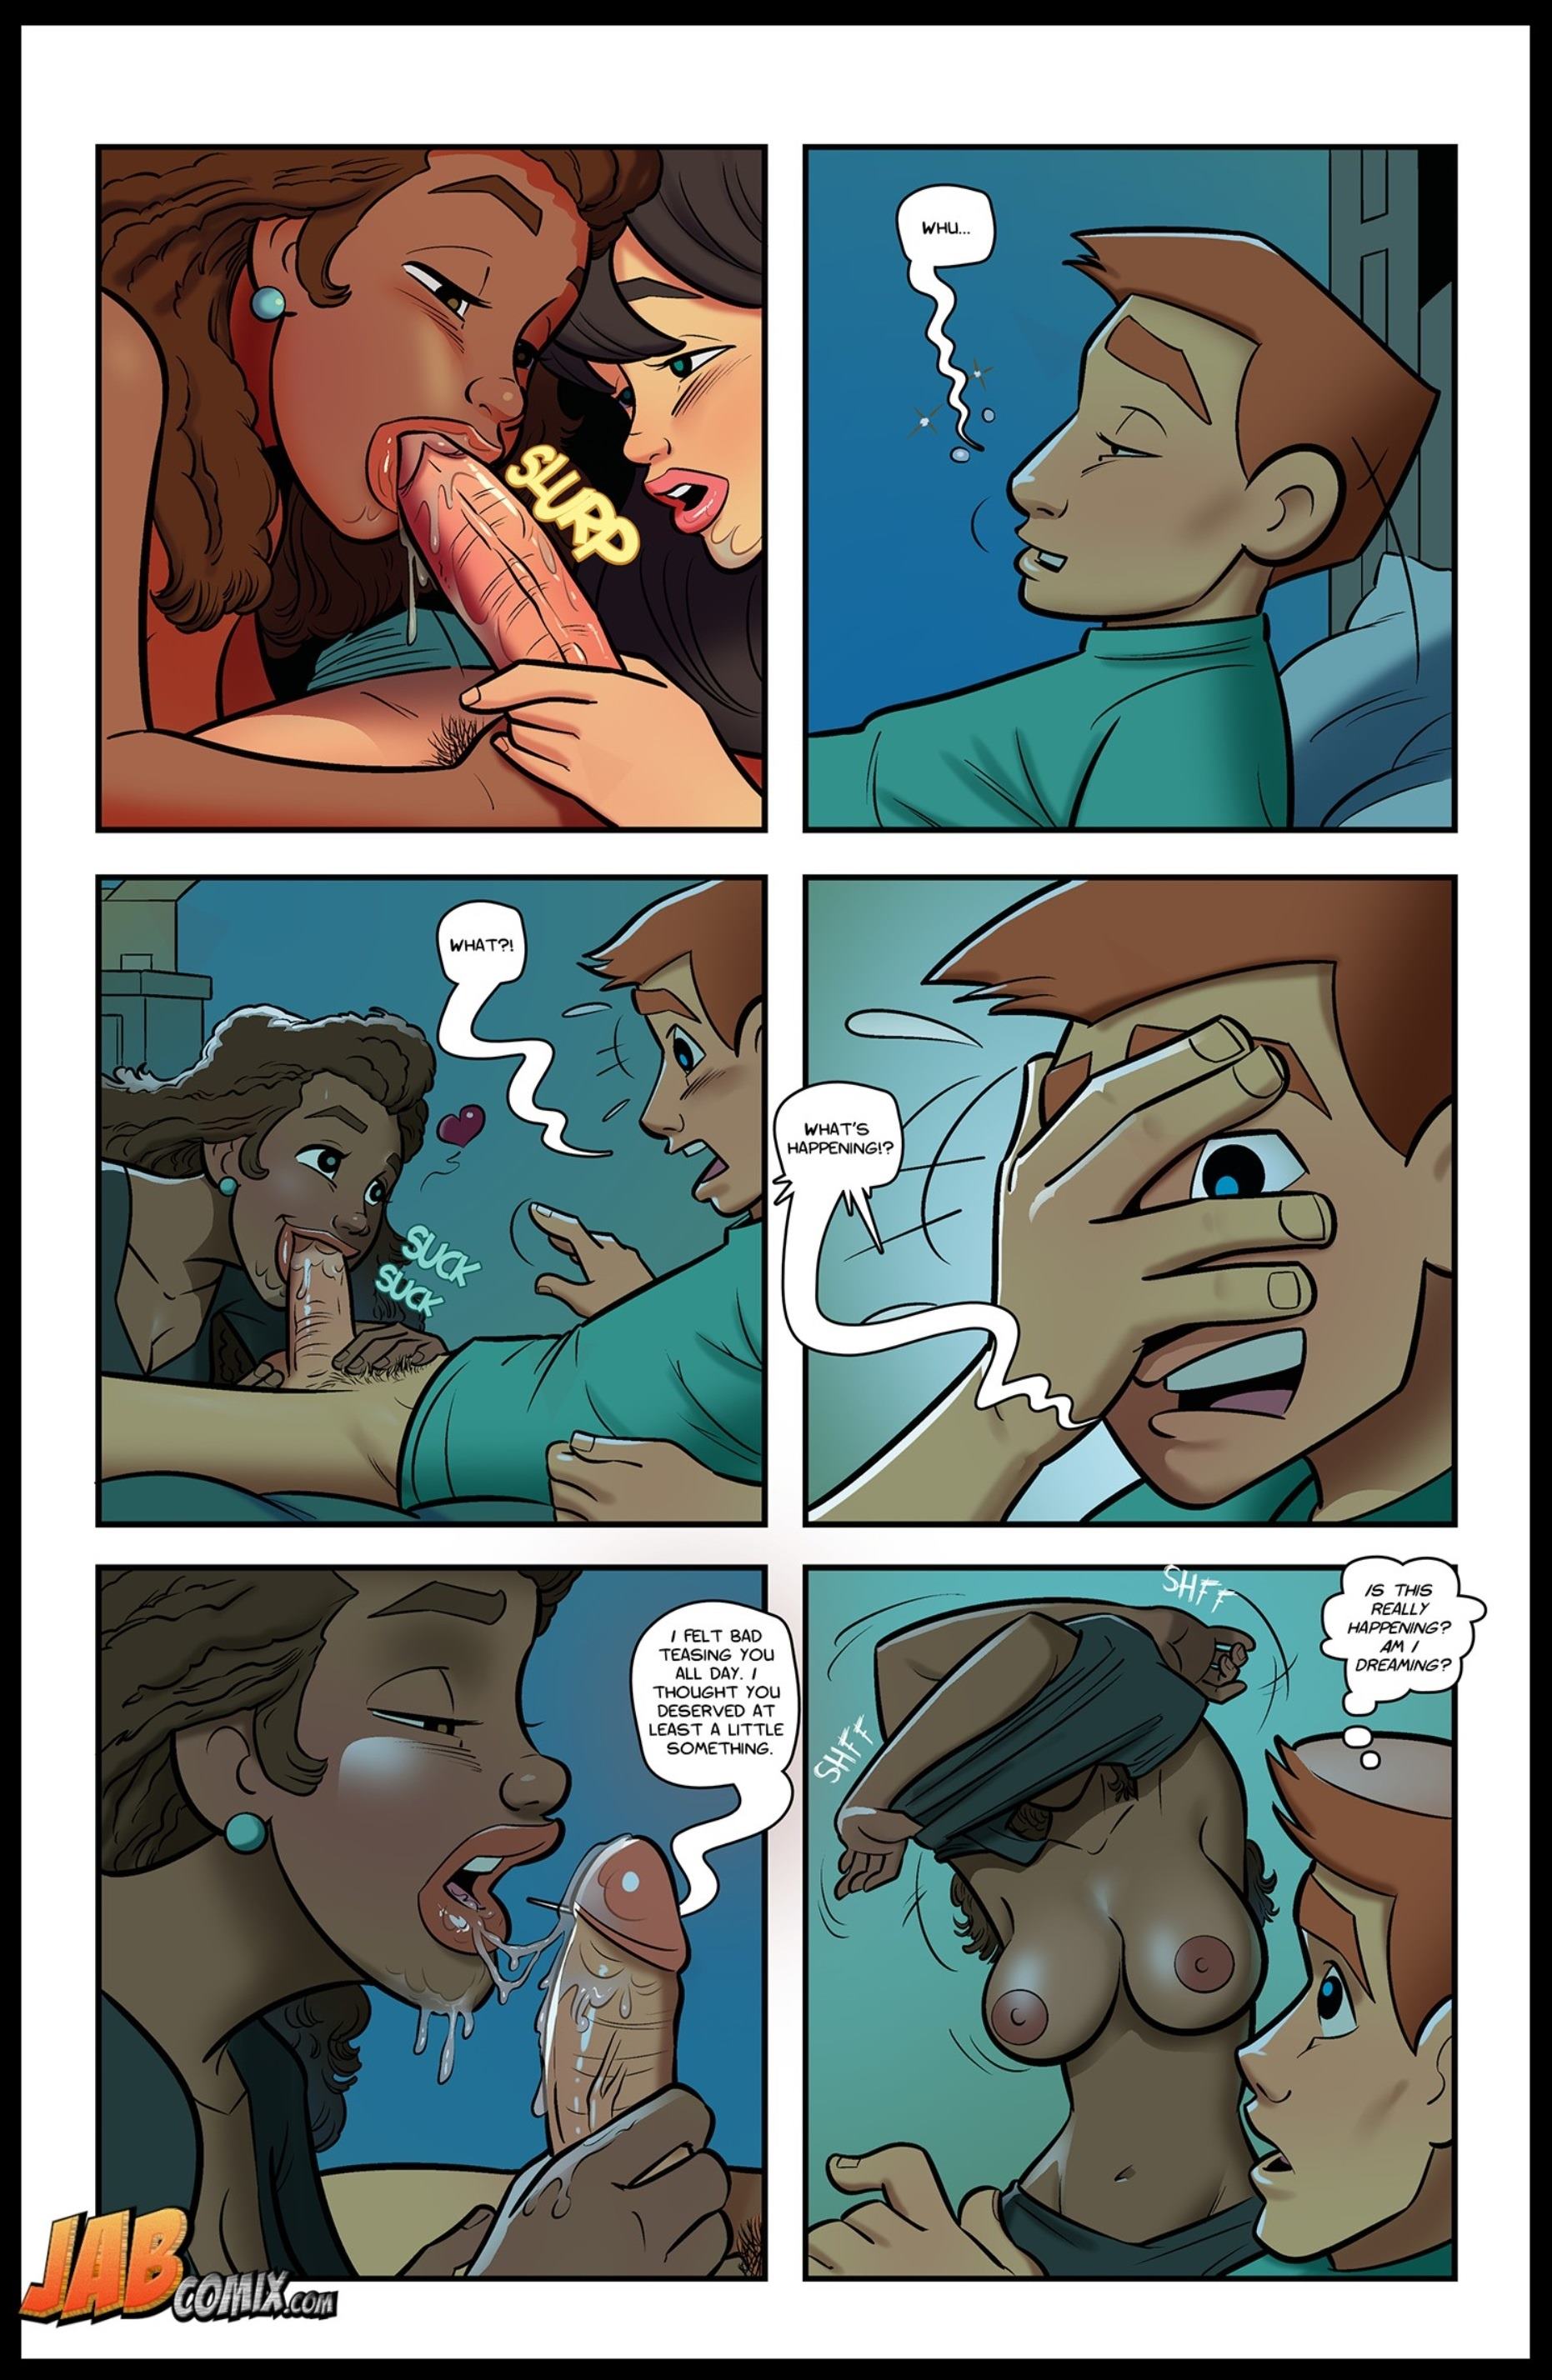 SLURP
WHU...
WHAT?!
SUCK
SUCK
WHAT'S
HAPPENING!?
I FELT BAD
TEASING YOU
ALL DAY. I
THOUGHT YOU
DESERVED AT
LEAST A LITTLE
SOMETHING.
SHFF
SHFF
IS THIS
REALLY
HAPPENING?
AM I
DREAMING?
JAB
COMIX.COM